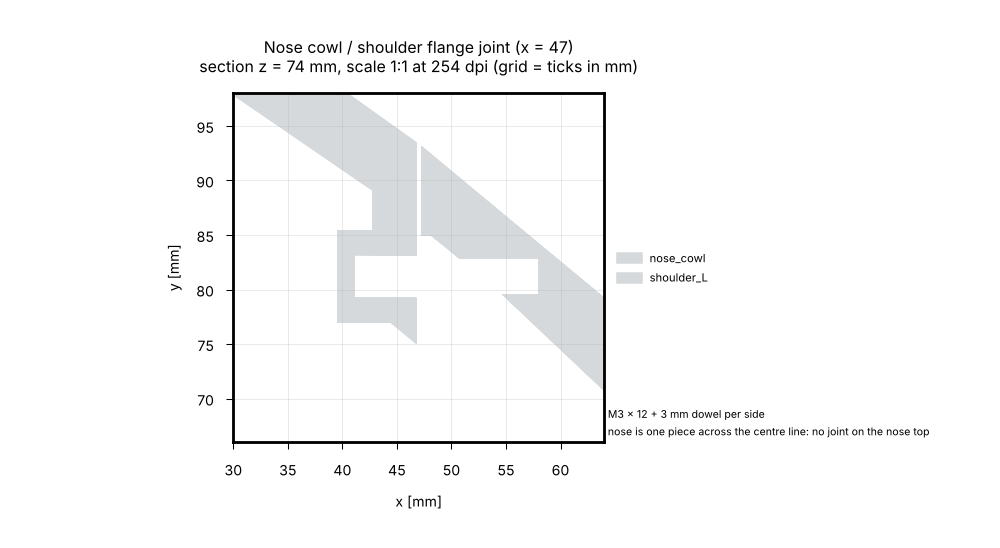 Nose cowl / shoulder flange joint (x = 47)
section z = 74 mm, scale 1:1 at 254 dpi (grid = ticks in mm)
95
90
85
80
75
70
y [mm]
30 35 40 45 50 55 60
x [mm]
nose_cowl
shoulder_L
M3 × 12 + 3 mm dowel per side
nose is one piece across the centre line: no joint on the nose top